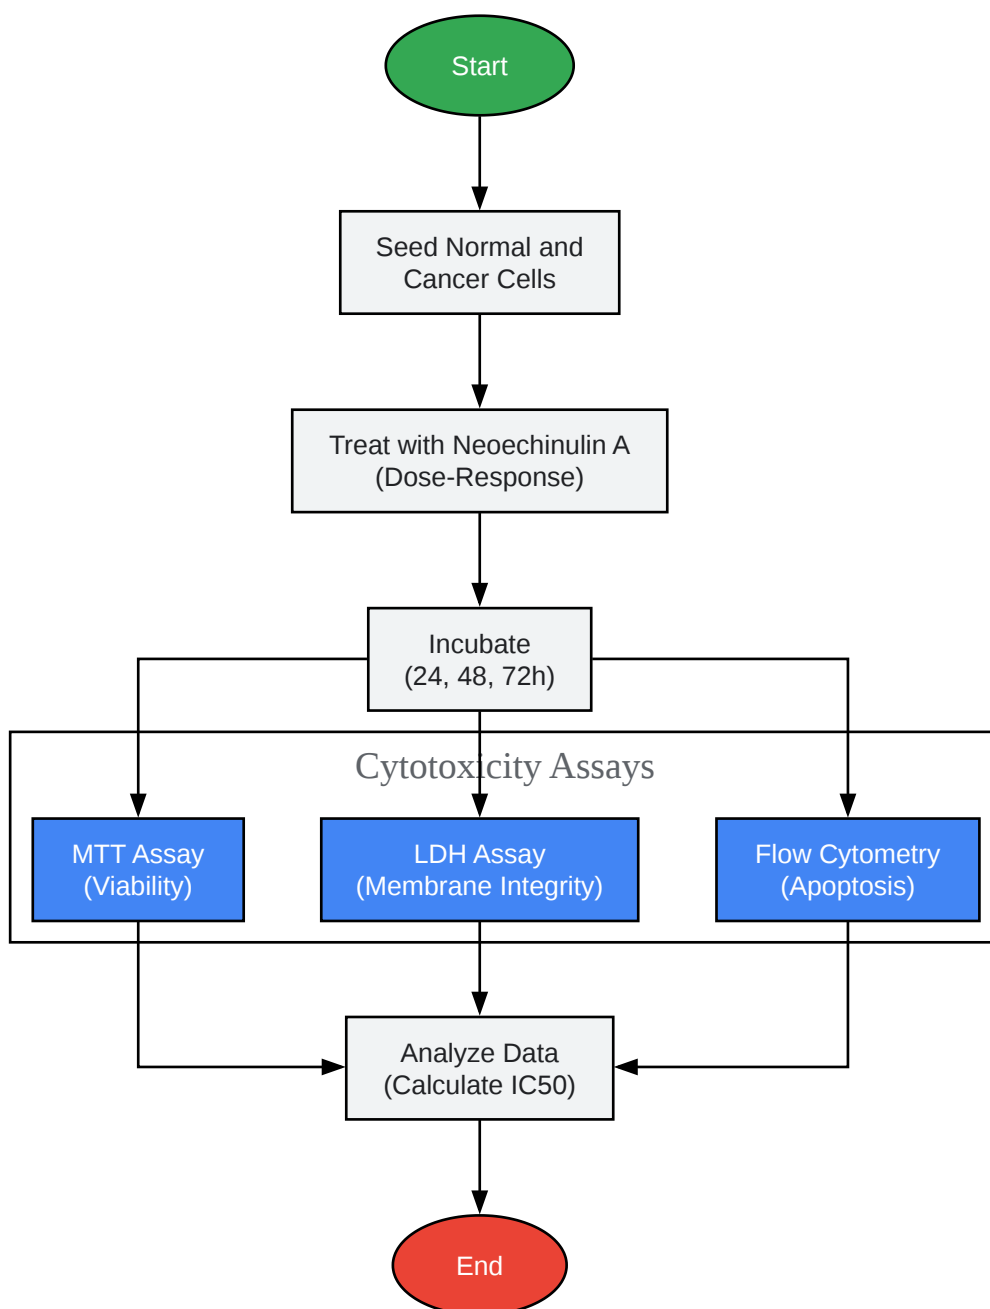 Start
Seed Normal and
Cancer Cells
Treat with Neoechinulin A
(Dose-Response)
Incubate
(24, 48, 72h)
Cytotoxicity Assays
MTT Assay
(Viability)
LDH Assay
(Membrane Integrity)
Flow Cytometry
(Apoptosis)
Analyze Data
(Calculate IC50)
End